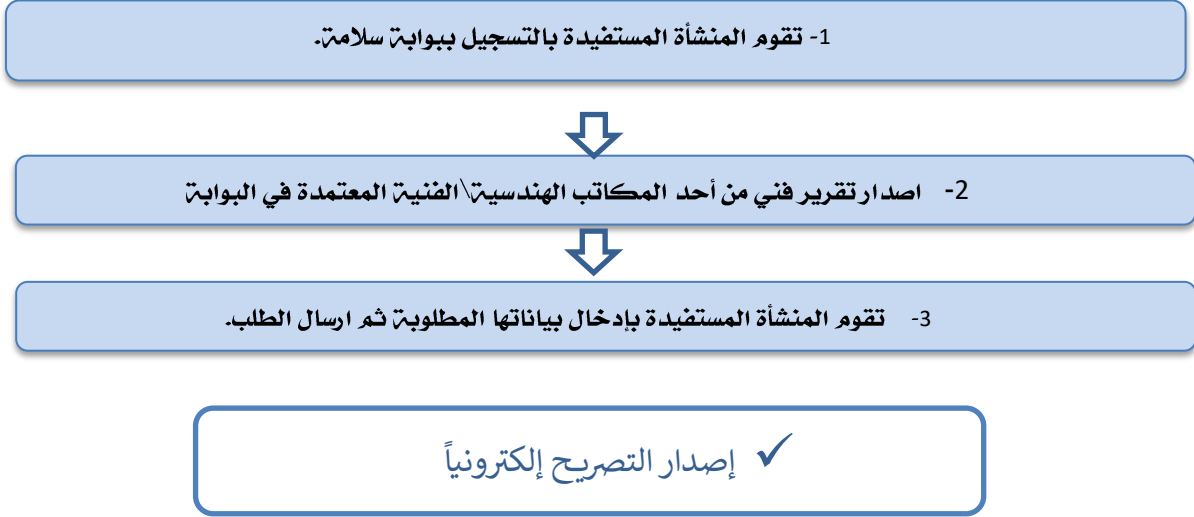 1- تقوم المنشأة المستفيدة بالتسجيل ببوابة سلامة.
2- اصدار تقرير فني من أحد المكاتب الهندسية\الفنية المعتمدة في البوابة
3- تقوم المنشأة المستفيدة بإدخال بياناتها المطلوبة ثم ارسال الطلب.
✓ إصدار التصريح إلكترونياً